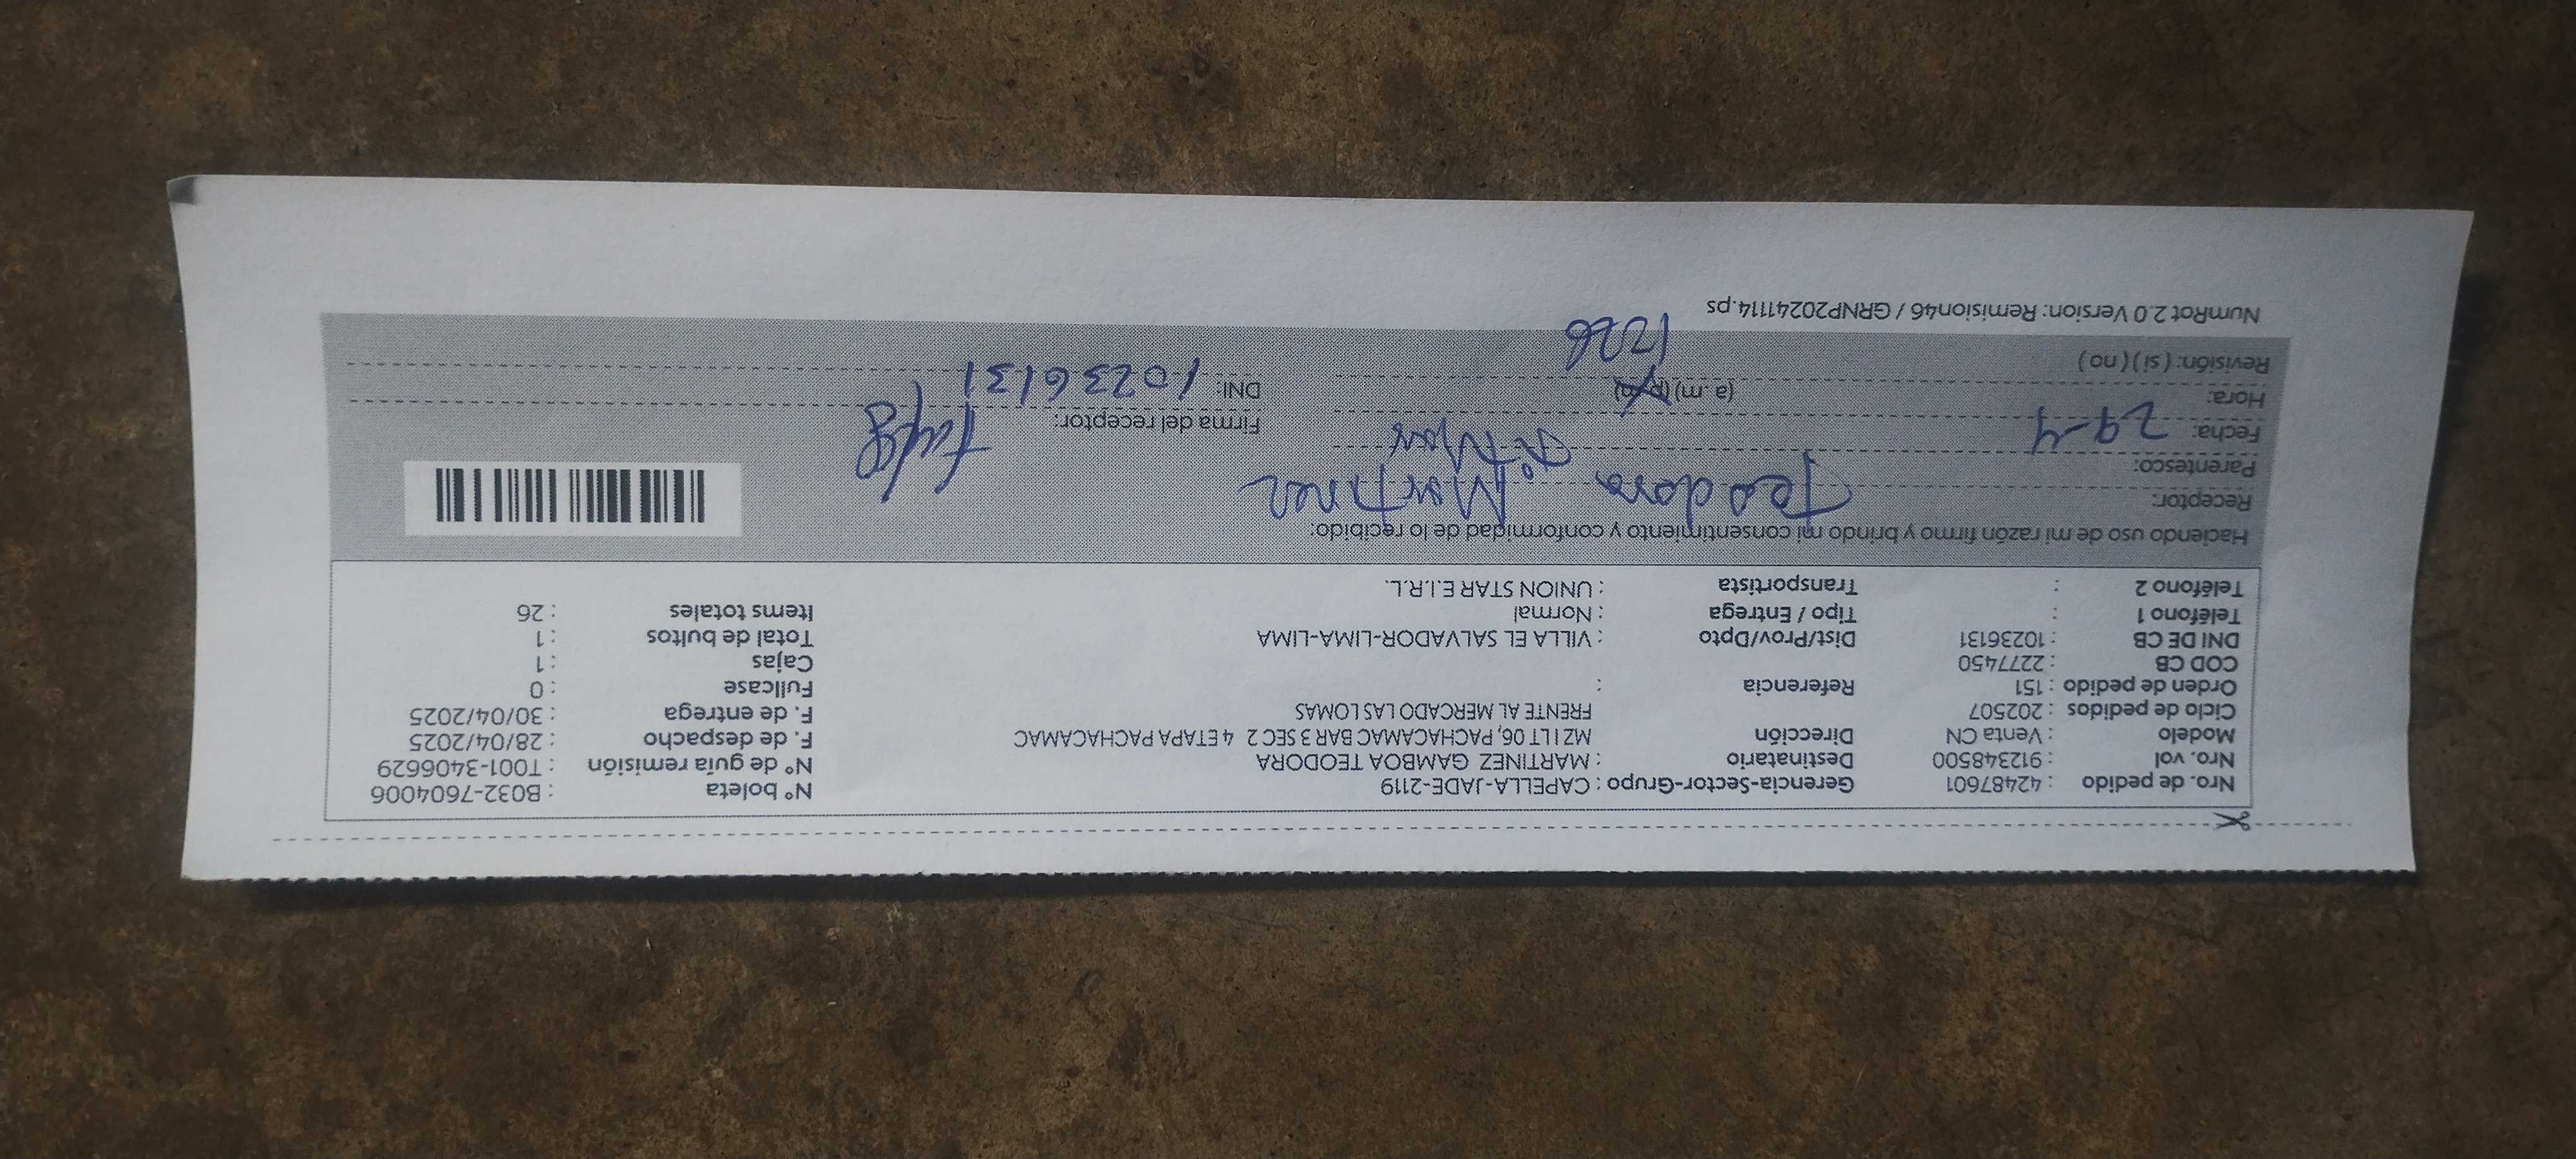 Nro. de pedido : 42487601 Gerencia-Sector-Grupo : CAPELLA-JADE-2119 N° boleta : B032-7604006
Nro. vol : 912348500 Destinatario : MARTINEZ GAMBOA TEODORA N° de guía remisión : T001-3406629
Modelo : Venta CN Dirección MZ I LT 06, PACHACAMAC BAR 3 SEC 2 4 ETAPA PACHACAMAC F. de despacho : 28/04/2025
Ciclo de pedidos : 202507 FRENTE AL MERCADO LAS LOMAS F. de entrega : 30/04/2025
Orden de pedido : 151 Referencia : Fullcase : 0
COD CB : 2277450 Cajas : 1
DNI DE CB : 10236131 Dist/Prov/Dpto : VILLA EL SALVADOR-LIMA-LIMA Total de bultos : 1
Teléfono 1 : Tipo / Entrega : Normal Items totales : 26
Teléfono 2 : Transportista : UNION STAR E.I.R.L.
Haciendo uso de mi razón firmo y brindo mi consentimiento y conformidad de lo recibido:
Receptor: Teodora Martinez
Parentesco:
Fecha: 29-4 Firma del receptor:
Hora: (a.m) (p.m) DNI: 10236131
Revisión: ( si ) ( no ) 1226
NumRot 2.0 Version: Remision46 / GRNP20241114.ps